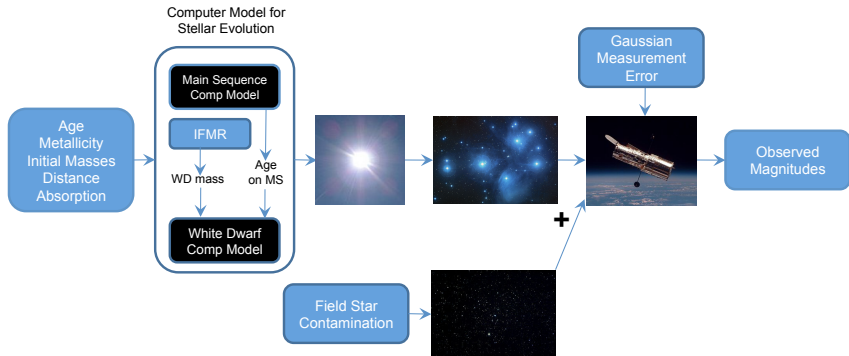 Computer Model for
Stellar Evolution
Main Sequence
Comp Model
IFMR
WD mass
Age
on MS
White Dwarf
Comp Model
Age
Metallicity
Initial Masses
Distance
Absorption
Gaussian
Measurement
Error
Observed
Magnitudes
+
Field Star
Contamination